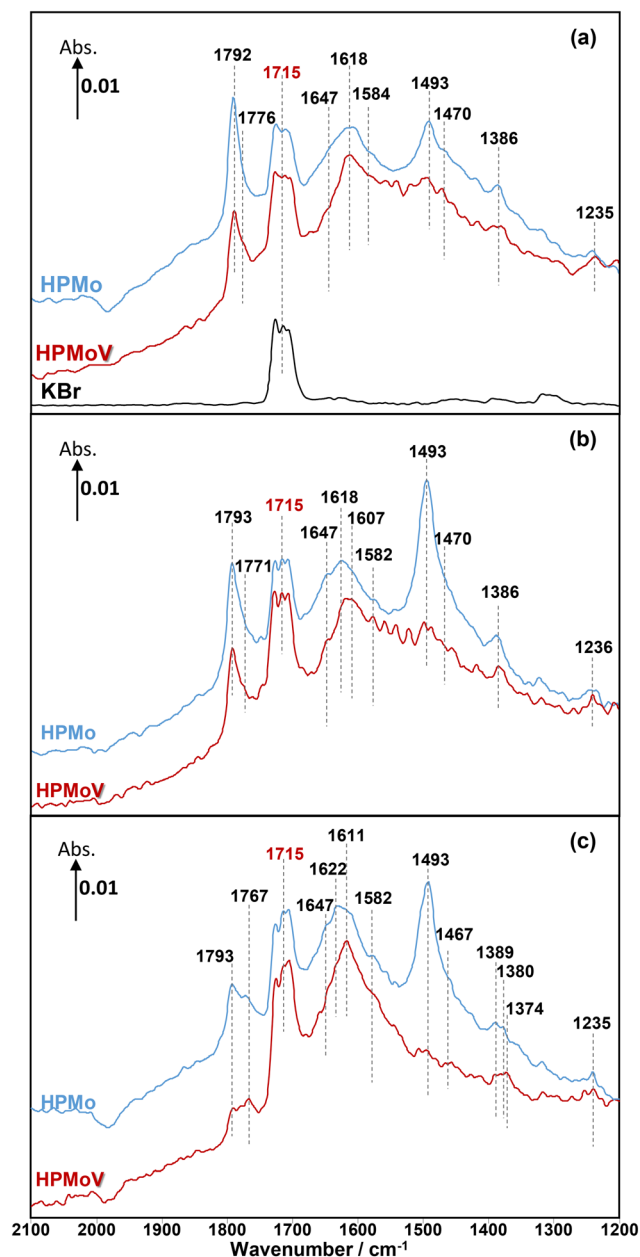 (a)
Abs.
0.01
1792
1715
1618
1493
1776
1647
1584
1470
1386
1235
HPMo
HPMoV
KBr
(b)
Abs.
0.01
1493
1793
1715
1618
1607
1771
1647
1582
1470
1386
1236
HPMo
HPMoV
(c)
Abs.
0.01
1611
1715
1622
1493
1767
1647
1582
1793
1467
1389
1380
1374
1235
HPMo
HPMoV
2100 2000 1900 1800 1700 1600 1500 1400 1300 1200
Wavenumber / cm⁻¹